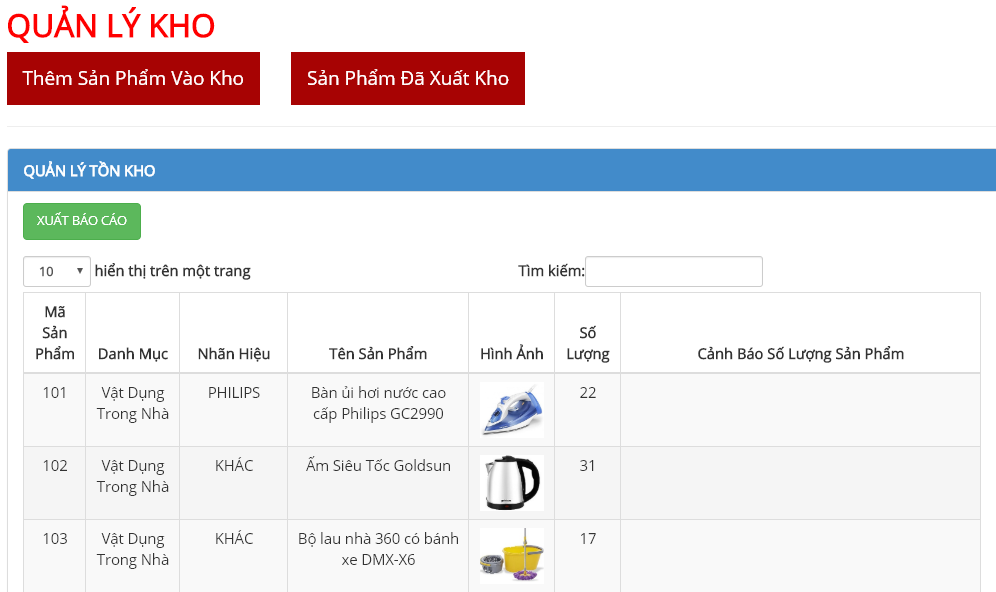 QUẢN LÝ KHO
Thêm Sản Phẩm Vào Kho
Sản Phẩm Đã Xuất Kho
QUẢN LÝ TỒN KHO
XUẤT BÁO CÁO
10 hiển thị trên một trang
Tìm kiếm:
Mã
Sản
Phẩm
Danh Mục
Nhãn Hiệu
Tên Sản Phẩm
Hình Ảnh
Số
Lượng
Cảnh Báo Số Lượng Sản Phẩm
101
Vật Dụng
Trong Nhà
PHILIPS
Bàn ủi hơi nước cao
cấp Philips GC2990
22
102
Vật Dụng
Trong Nhà
KHÁC
Ấm Siêu Tốc Goldsun
31
103
Vật Dụng
Trong Nhà
KHÁC
Bộ lau nhà 360 có bánh
xe DMX-X6
17